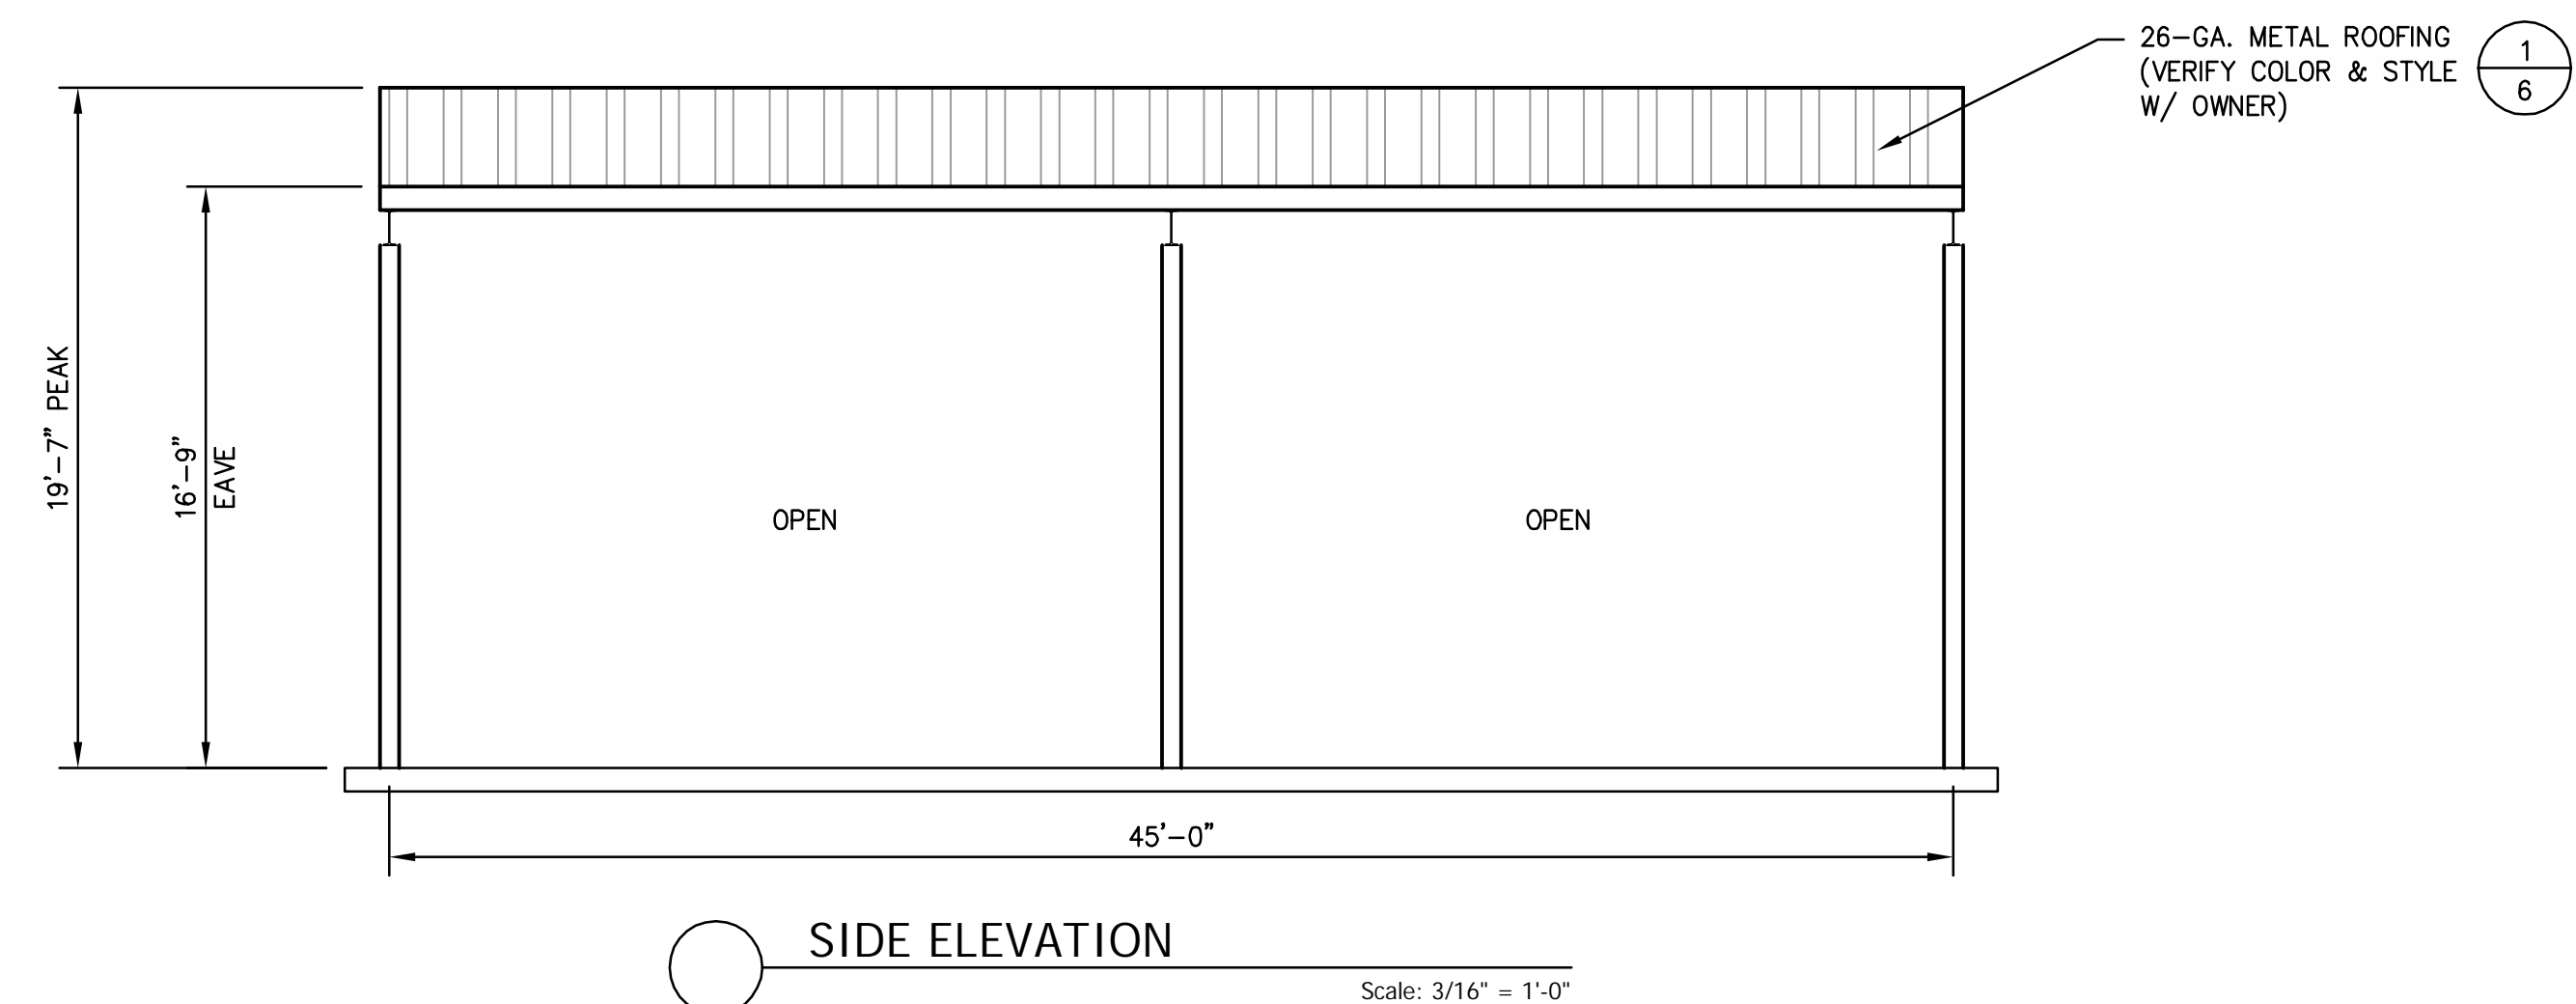 26-GA. METAL ROOFING
(VERIFY COLOR & STYLE
W/ OWNER)
1
6
19'-7" PEAK
16'-9"
EAVE
OPEN
OPEN
45'-0"
SIDE ELEVATION
Scale: 3/16" = 1'-0"